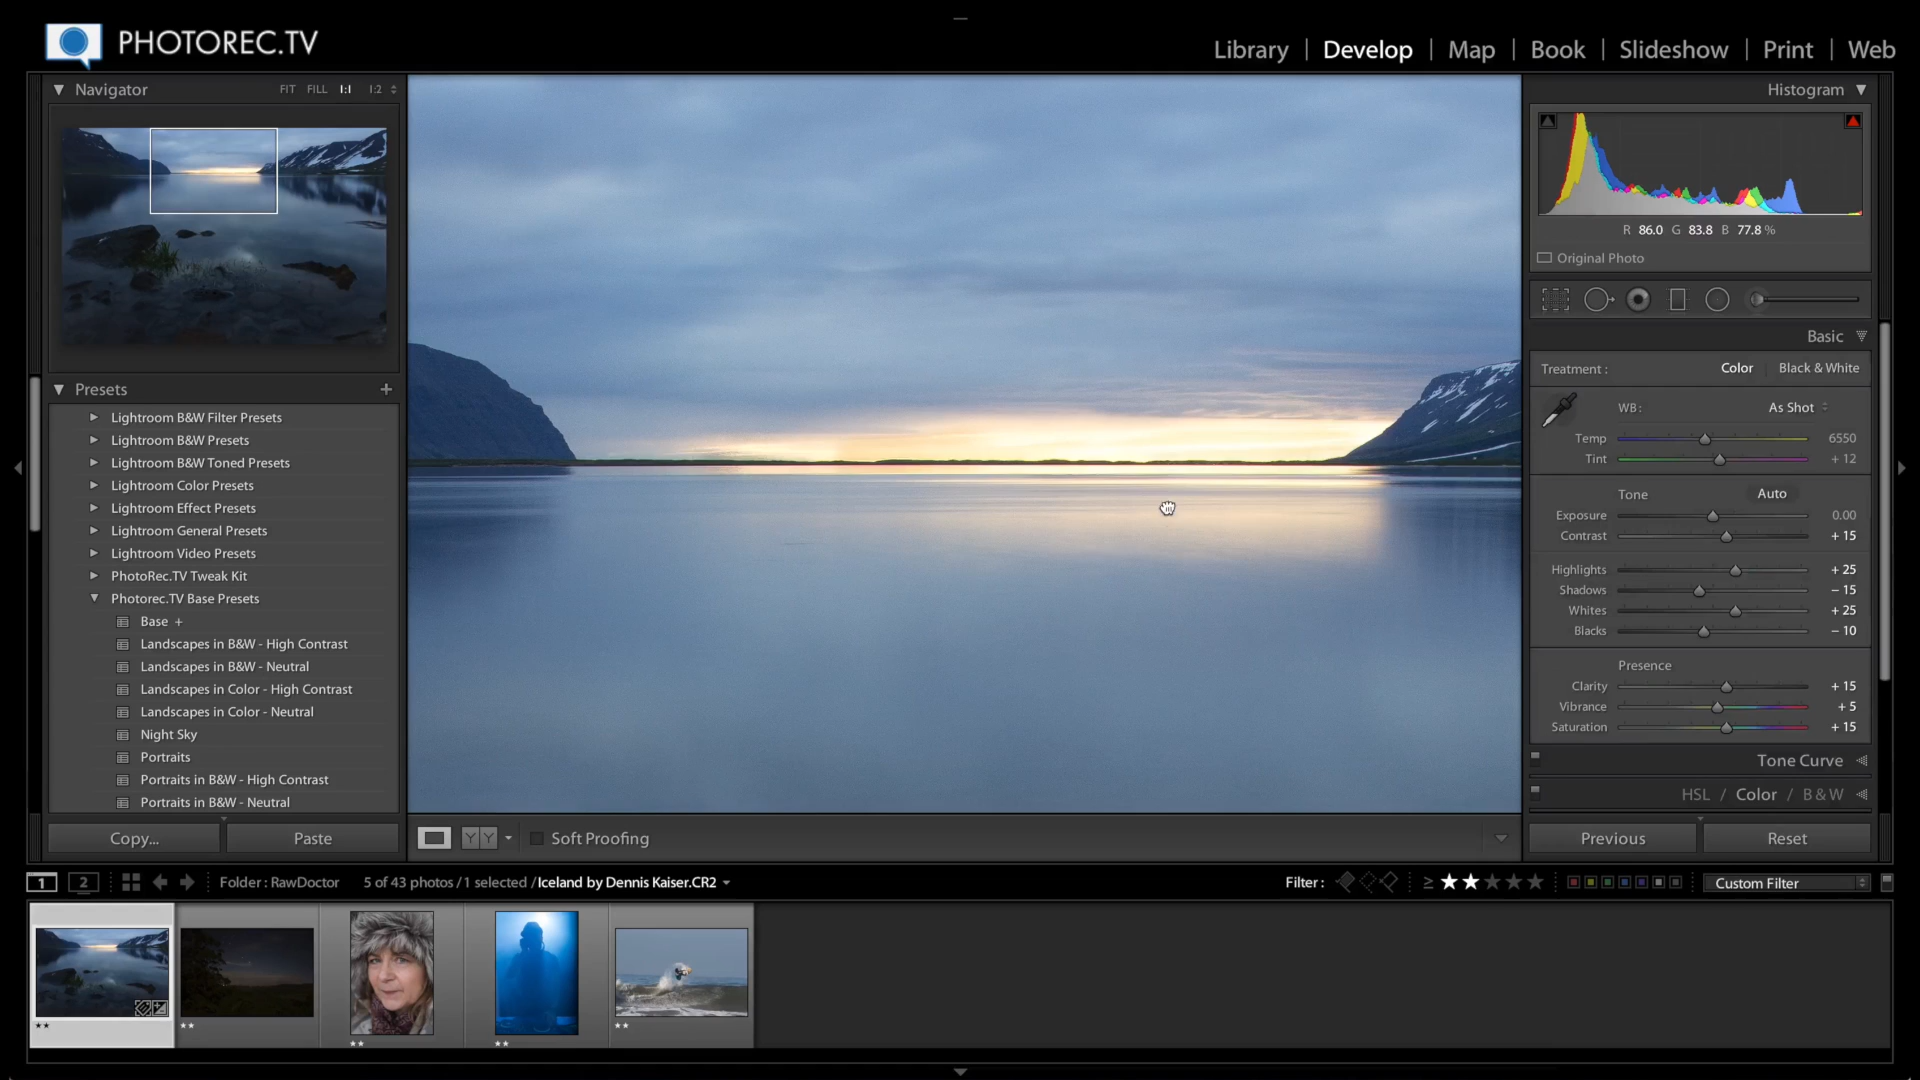 PHOTOREC.TV
Library | Develop | Map | Book | Slideshow | Print | Web
Navigator FIT FILL 1:1 1:2
Presets +
Lightroom B&W Filter Presets
Lightroom B&W Presets
Lightroom B&W Toned Presets
Lightroom Color Presets
Lightroom Effect Presets
Lightroom General Presets
Lightroom Video Presets
PhotoRec.TV Tweak Kit
Photorec.TV Base Presets
Base +
Landscapes in B&W - High Contrast
Landscapes in B&W - Neutral
Landscapes in Color - High Contrast
Landscapes in Color - Neutral
Night Sky
Portraits
Portraits in B&W - High Contrast
Portraits in B&W - Neutral
Copy... Paste
YY Soft Proofing
Histogram
R 86.0 G 83.8 B 77.8 %
Original Photo
Basic
Treatment : Color Black & White
WB: As Shot
Temp 6550
Tint + 12
Tone Auto
Exposure 0.00
Contrast + 15
Highlights + 25
Shadows – 15
Whites + 25
Blacks – 10
Presence
Clarity + 15
Vibrance + 5
Saturation + 15
Tone Curve
HSL / Color / B & W
Previous Reset
1 2 Folder : RawDoctor 5 of 43 photos / 1 selected / Iceland by Dennis Kaiser.CR2 Filter : ≥ ★★★★★ Custom Filter